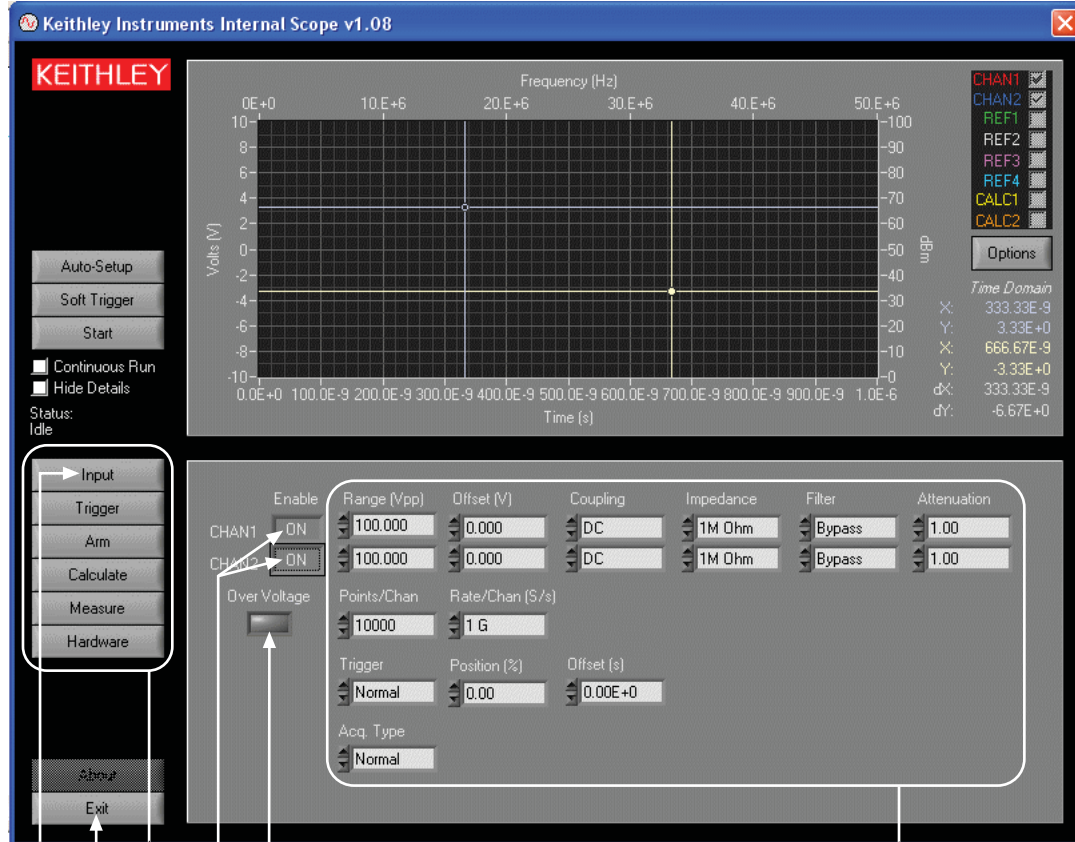 Keithley Instruments Internal Scope v1.08
KEITHLEY
Frequency (Hz)
0E+0 10.E+6 20.E+6 30.E+6 40.E+6 50.E+6
10 8 6 4 2 0 -2 -4 -6 -8 -10
Volts (V)
-100 -90 -80 -70 -60 -50 -40 -30 -20 -10 -0
dBm
0.0E+0 100.0E-9 200.0E-9 300.0E-9 400.0E-9 500.0E-9 600.0E-9 700.0E-9 800.0E-9 900.0E-9 1.0E-6
Time (s)
CHAN1
CHAN2
REF1
REF2
REF3
REF4
CALC1
CALC2
Options
Time Domain
X: 333.33E-9
Y: 3.33E+0
X: 666.67E-9
Y: -3.33E+0
dX: 333.33E-9
dY: -6.67E+0
Auto-Setup
Soft Trigger
Start
Continuous Run
Hide Details
Status:
Idle
Input
Trigger
Arm
Calculate
Measure
Hardware
About
Exit
Enable Range (Vpp) Offset (V) Coupling Impedance Filter Attenuation
CHAN1 ON 100.000 0.000 DC 1M Ohm Bypass 1.00
CHAN2 ON 100.000 0.000 DC 1M Ohm Bypass 1.00
Over Voltage Points/Chan Rate/Chan (S/s)
10000 1 G
Trigger Position (%) Offset (s)
Normal 0.00 0.00E+0
Acq. Type
Normal